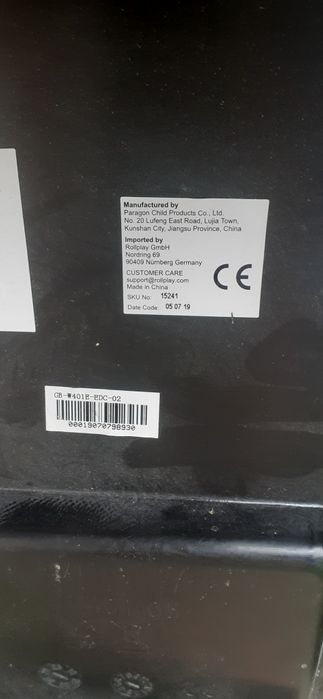 Manufactured by
Paragon Child Products Co., Ltd.
No. 20 Lufeng East Road, Lujia Town,
Kunshan City, Jiangsu Province, China
Imported by
Rollplay GmbH
Nordring 69
90409 Nürnberg Germany
CUSTOMER CARE
support@rollplay.com
Made in China
SKU No: 15241
Date Code: 05 07 19
CE
GB-W401E-EDC-02
00019070798930